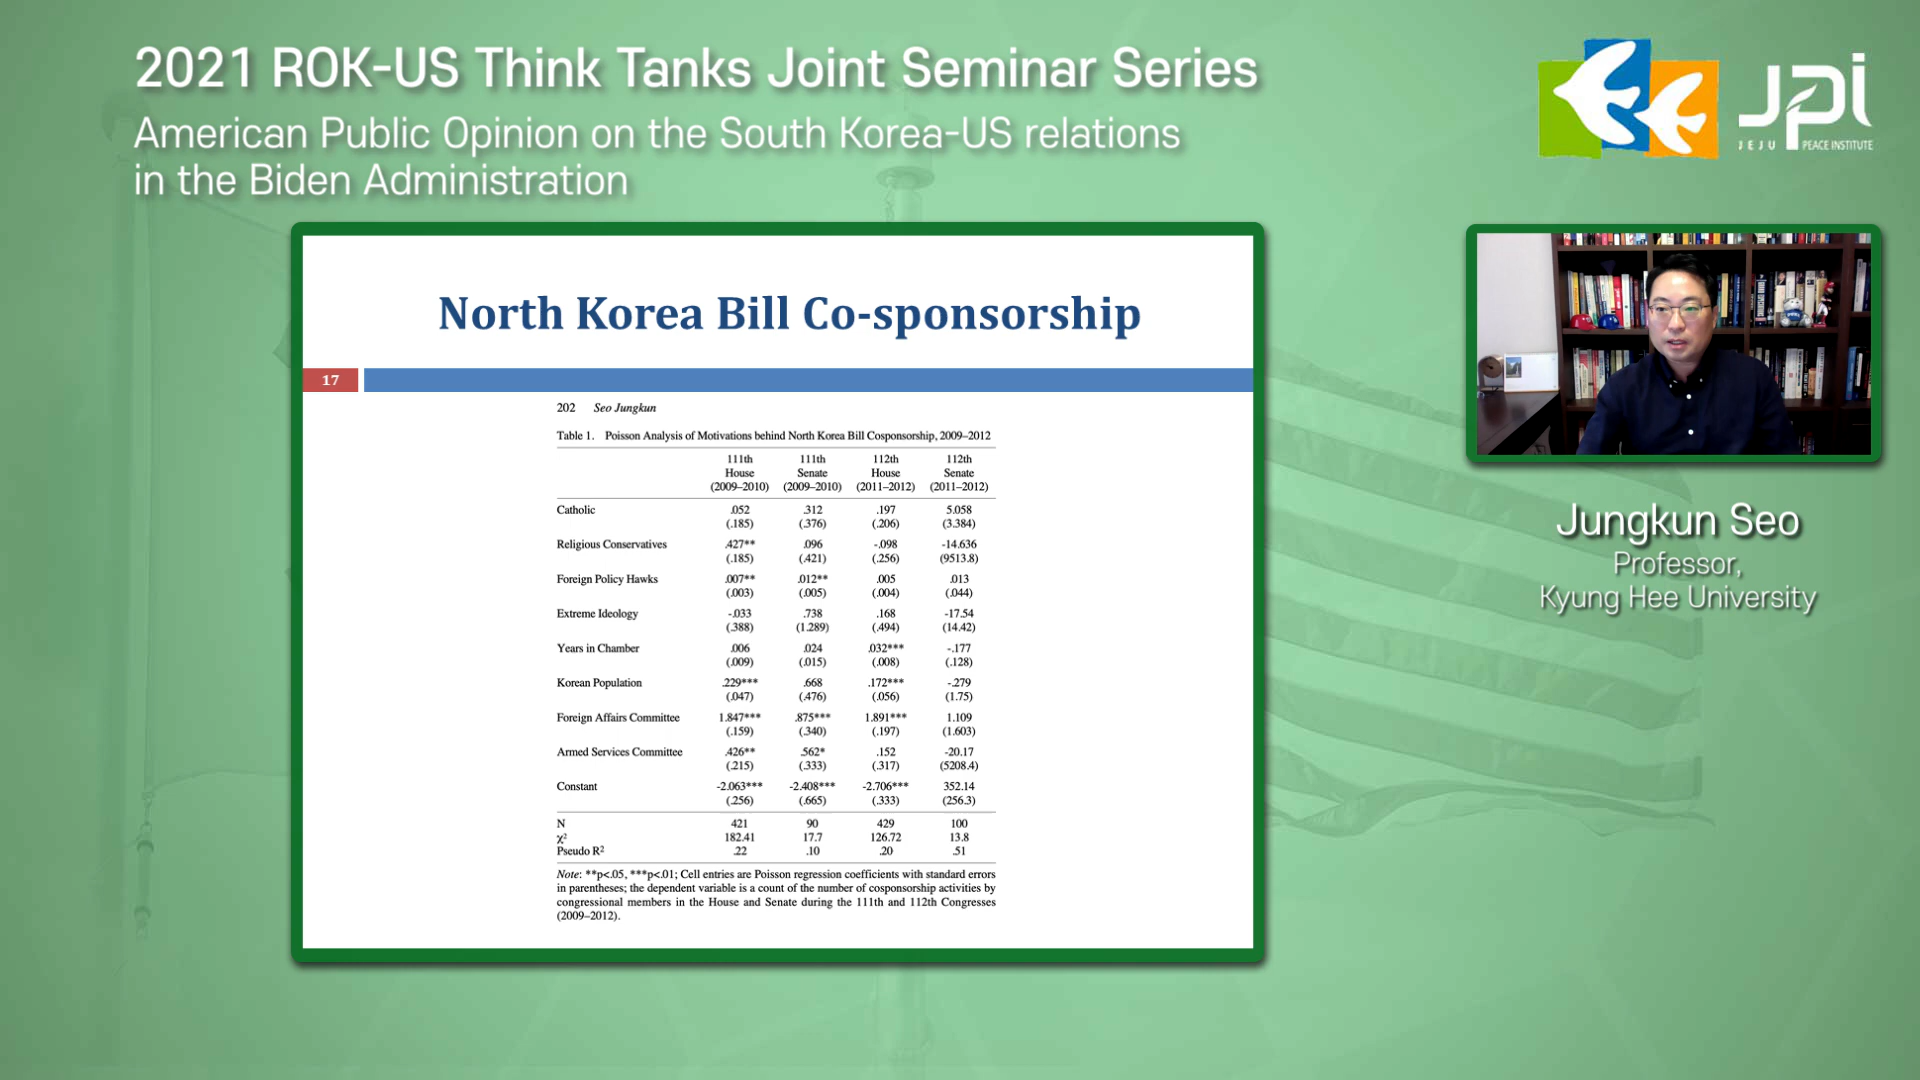 2021 ROK-US Think Tanks Joint Seminar Series
American Public Opinion on the South Korea-US relations
in the Biden Administration
JPI
JEJU PEACE INSTITUTE
North Korea Bill Co-sponsorship
17
202 Seo Jungkun
Table 1. Poisson Analysis of Motivations behind North Korea Bill Cosponsorship, 2009–2012
111th 111th 112th 112th
House Senate House Senate
(2009–2010) (2009–2010) (2011–2012) (2011–2012)
Catholic .052 .312 .197 5.058
(.185) (.376) (.206) (3.384)
Religious Conservatives .427** .096 -.098 -14.636
(.185) (.421) (.256) (9513.8)
Foreign Policy Hawks .007** .012** .005 .013
(.003) (.005) (.004) (.044)
Extreme Ideology -.033 .738 .168 -17.54
(.388) (1.289) (.494) (14.42)
Years in Chamber .006 .024 .032*** -.177
(.009) (.015) (.008) (.128)
Korean Population .229*** .668 .172*** -.279
(.047) (.476) (.056) (1.75)
Foreign Affairs Committee 1.847*** .875*** 1.891*** 1.109
(.159) (.340) (.197) (1.603)
Armed Services Committee .426** .562* .152 -20.17
(.215) (.333) (.317) (5208.4)
Constant -2.063*** -2.408*** -2.706*** 352.14
(.256) (.665) (.333) (256.3)
N 421 90 429 100
χ² 182.41 17.7 126.72 13.8
Pseudo R² .22 .10 .20 .51
Note: **p<.05, ***p<.01; Cell entries are Poisson regression coefficients with standard errors
in parentheses; the dependent variable is a count of the number of cosponsorship activities by
congressional members in the House and Senate during the 111th and 112th Congresses
(2009–2012).
Jungkun Seo
Professor,
Kyung Hee University